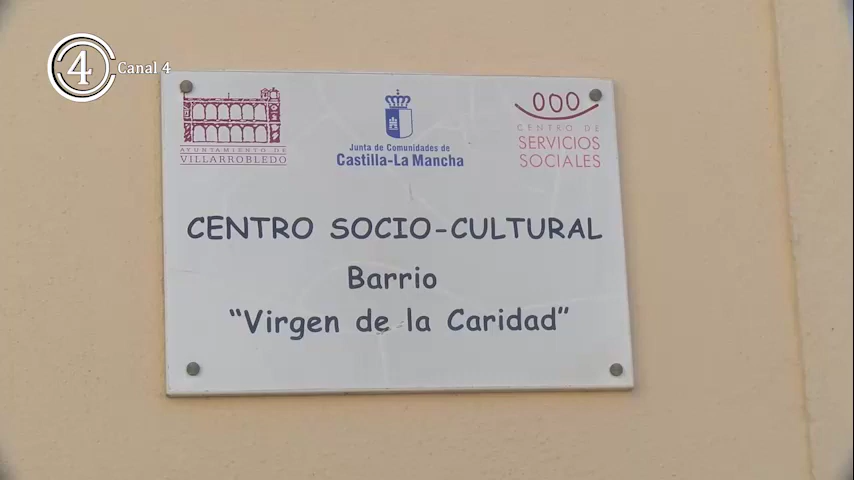 4 Canal 4
AYUNTAMIENTO DE
VILLARROBLEDO
Junta de Comunidades de
Castilla-La Mancha
CENTRO DE
SERVICIOS
SOCIALES
CENTRO SOCIO-CULTURAL
Barrio
“Virgen de la Caridad”